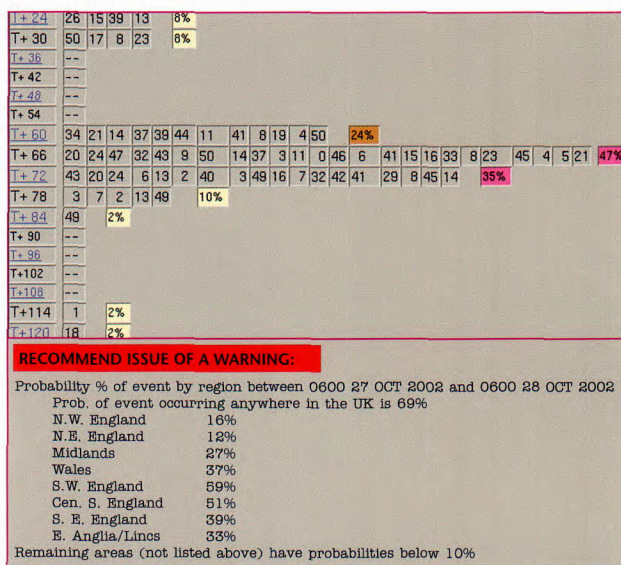 T+ 24 26 15 39 13 8%
T+ 30 50 17 8 23 8%
T+ 36 --
T+ 42 --
T+ 48 --
T+ 54 --
T+ 60 34 21 14 37 39 44 11 41 8 19 4 50 24%
T+ 66 20 24 47 32 43 9 50 14 37 3 11 0 46 6 41 15 16 33 8 23 45 4 5 21 47%
T+ 72 43 20 24 6 13 2 40 3 49 16 7 32 42 41 29 8 45 14 35%
T+ 78 3 7 2 13 49 10%
T+ 84 49 2%
T+ 90 --
T+ 96 --
T+102 --
T+108 --
T+114 1 2%
T+120 18 2%
RECOMMEND ISSUE OF A WARNING:
Probability % of event by region between 0600 27 OCT 2002 and 0600 28 OCT 2002
Prob. of event occurring anywhere in the UK is 69%
N.W. England 16%
N.E. England 12%
Midlands 27%
Wales 37%
S.W. England 59%
Cen. S. England 51%
S. E. England 39%
E. Anglia/Lincs 33%
Remaining areas (not listed above) have probabilities below 10%